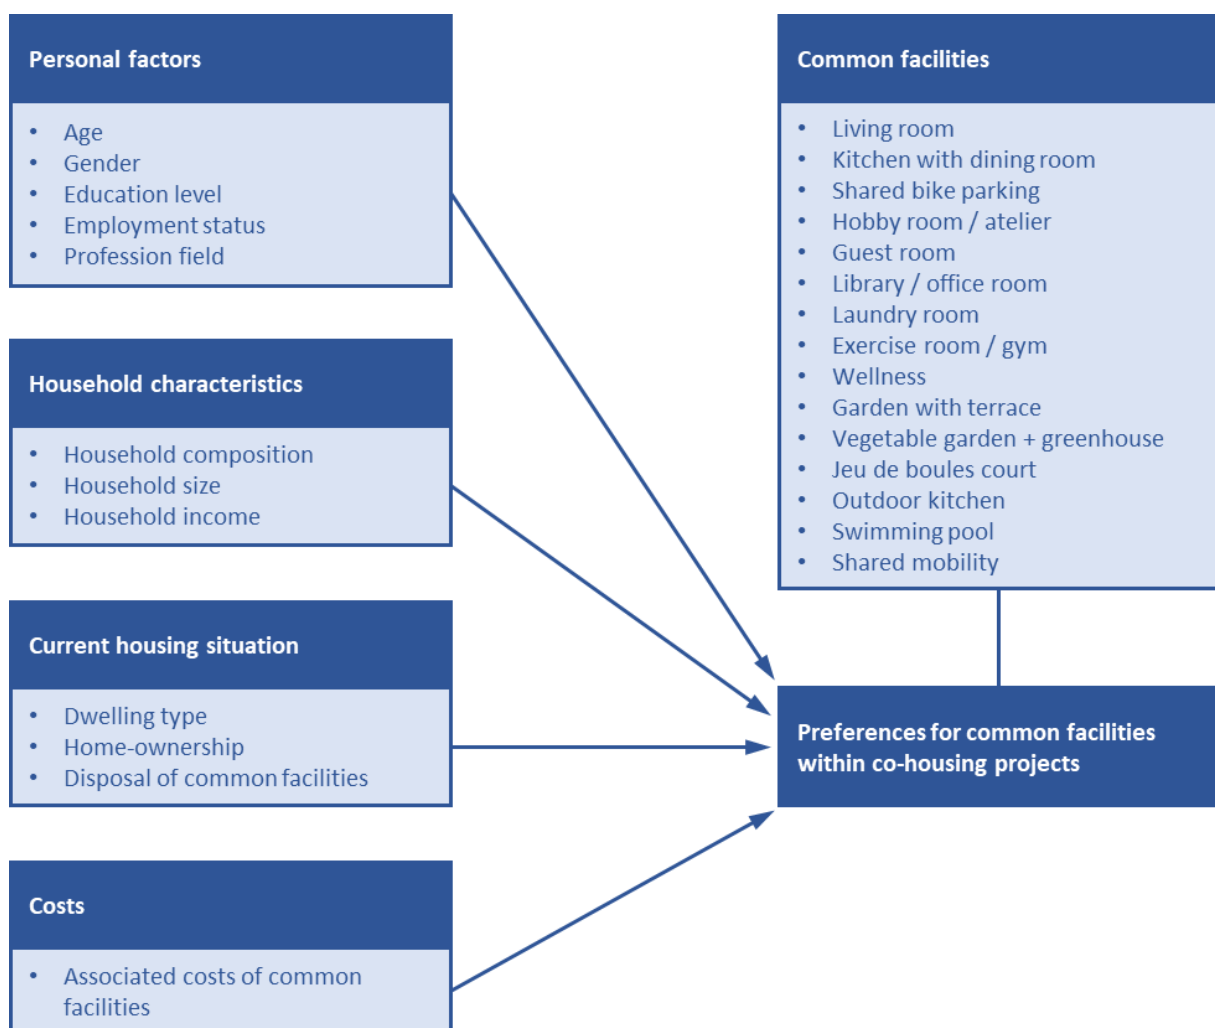 Personal factors
• Age
• Gender
• Education level
• Employment status
• Profession field
Household characteristics
• Household composition
• Household size
• Household income
Current housing situation
• Dwelling type
• Home-ownership
• Disposal of common facilities
Costs
• Associated costs of common
facilities
Common facilities
• Living room
• Kitchen with dining room
• Shared bike parking
• Hobby room / atelier
• Guest room
• Library / office room
• Laundry room
• Exercise room / gym
• Wellness
• Garden with terrace
• Vegetable garden + greenhouse
• Jeu de boules court
• Outdoor kitchen
• Swimming pool
• Shared mobility
Preferences for common facilities
within co-housing projects